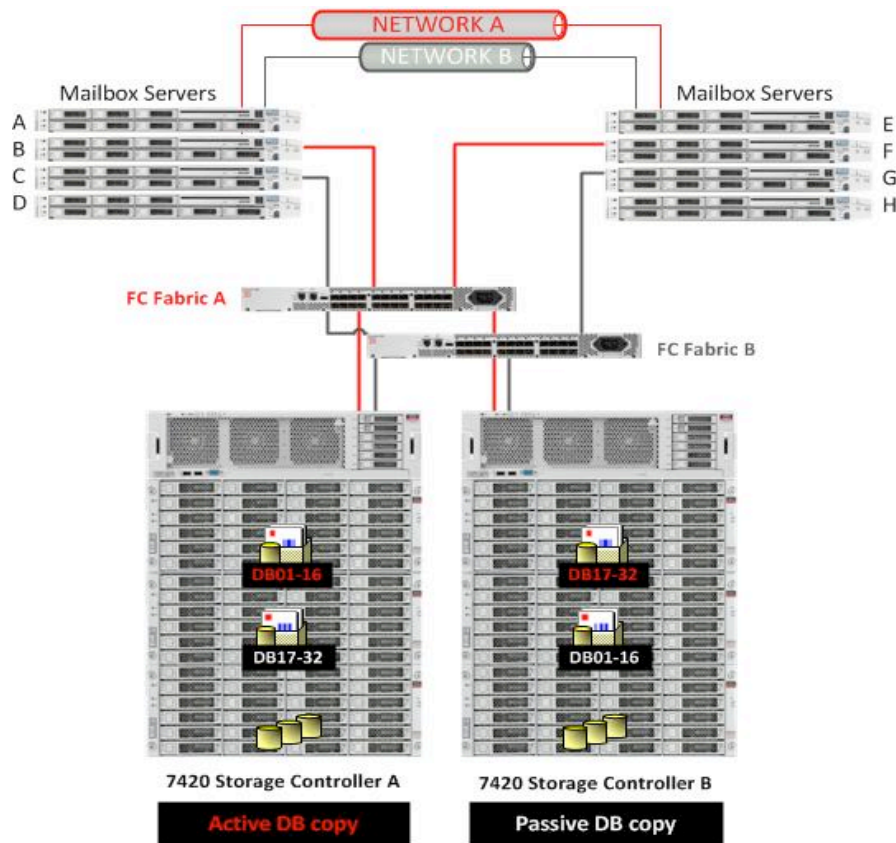 NETWORK A
NETWORK B
Mailbox Servers
Mailbox Servers
A
B
C
D
E
F
G
H
FC Fabric A
FC Fabric B
DB01-16
DB17-32
DB17-32
DB01-16
7420 Storage Controller A
7420 Storage Controller B
Active DB copy
Passive DB copy